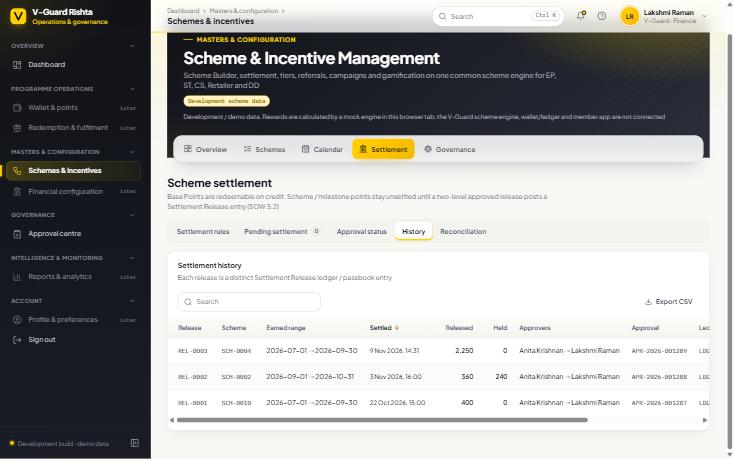 V-Guard Rishta
Operations & governance
OVERVIEW
Dashboard
PROGRAMME OPERATIONS
Wallet & points Later
Redemption & fulfilment Later
MASTERS & CONFIGURATION
Schemes & Incentives
Financial configuration Later
GOVERNANCE
Approval centre
INTELLIGENCE & MONITORING
Reports & analytics Later
ACCOUNT
Profile & preferences Later
Sign out
Development build · demo data
Dashboard › Masters & configuration ›
Schemes & incentives
Search Ctrl K
LR
Lakshmi Raman
V-Guard · Finance
MASTERS & CONFIGURATION
Scheme & Incentive Management
Scheme Builder, settlement, tiers, referrals, campaigns and gamification on one common scheme engine for EP,
ST, CS, Retailer and DD
Development scheme data
Development / demo data. Rewards are calculated by a mock engine in this browser tab; the V-Guard scheme engine, wallet/ledger and member app are not connected
Overview Schemes Calendar Settlement Governance
Scheme settlement
Base Points are redeemable on credit. Scheme / milestone points stay unsettled until a two-level approved release posts a
Settlement Release entry (SOW 5.2)
Settlement rules Pending settlement 0 Approval status History Reconciliation
Settlement history
Each release is a distinct Settlement Release ledger / passbook entry
Search Export CSV
Release Scheme Earned range Settled ↓ Released Held Approvers Approval Led
REL-0003 SCH-0004 2026-07-01 → 2026-09-30 9 Nov 2026, 14:31 2,250 0 Anita Krishnan → Lakshmi Raman APR-2026-001289 LDG
REL-0002 SCH-0002 2026-09-01 → 2026-10-31 3 Nov 2026, 16:00 360 240 Anita Krishnan → Lakshmi Raman APR-2026-001288 LDG
REL-0001 SCH-0010 2026-07-01 → 2026-09-30 22 Oct 2026, 15:00 400 0 Anita Krishnan → Lakshmi Raman APR-2026-001287 LDG